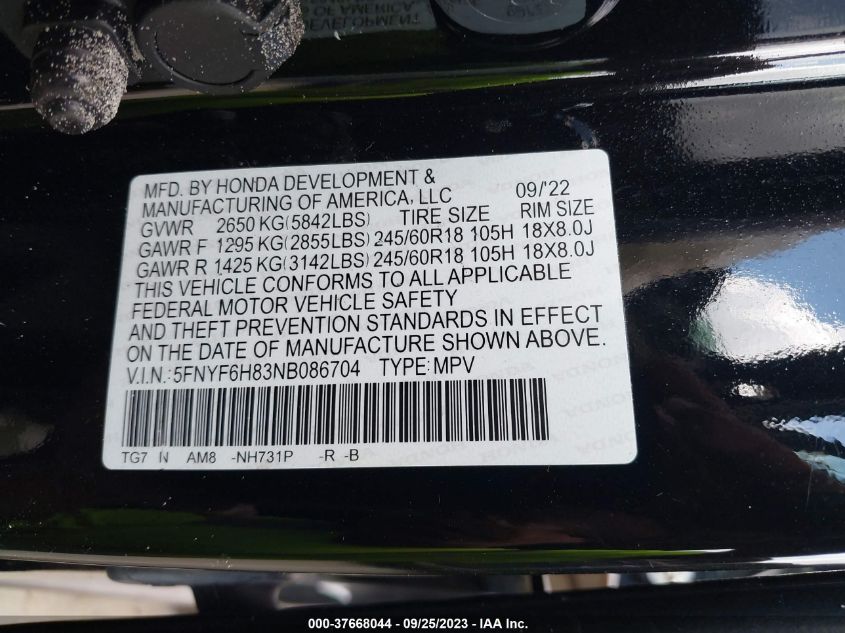 MFD. BY HONDA DEVELOPMENT &
MANUFACTURING OF AMERICA, LLC 09/'22
GVWR 2650 KG(5842LBS) TIRE SIZE RIM SIZE
GAWR F 1295 KG(2855LBS) 245/60R18 105H 18X8.0J
GAWR R 1425 KG(3142LBS) 245/60R18 105H 18X8.0J
THIS VEHICLE CONFORMS TO ALL APPLICABLE
FEDERAL MOTOR VEHICLE SAFETY
AND THEFT PREVENTION STANDARDS IN EFFECT
ON THE DATE OF MANUFACTURE SHOWN ABOVE.
V.I.N.: 5FNYF6H83NB086704 TYPE: MPV
TG7 N AM8 -NH731P -R -B
000-37668044 / 09/25/2023 - IAA Inc.